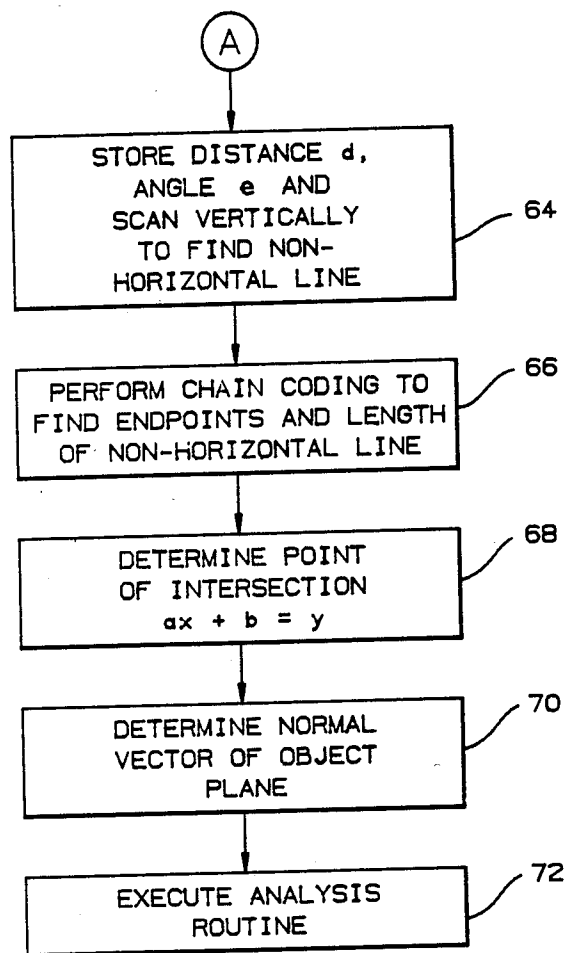 A
STORE DISTANCE d,
ANGLE e AND
SCAN VERTICALLY
TO FIND NON-
HORIZONTAL LINE
64
PERFORM CHAIN CODING TO
FIND ENDPOINTS AND LENGTH
OF NON-HORIZONTAL LINE
66
DETERMINE POINT
OF INTERSECTION
ax + b = y
68
DETERMINE NORMAL
VECTOR OF OBJECT
PLANE
70
EXECUTE ANALYSIS
ROUTINE
72